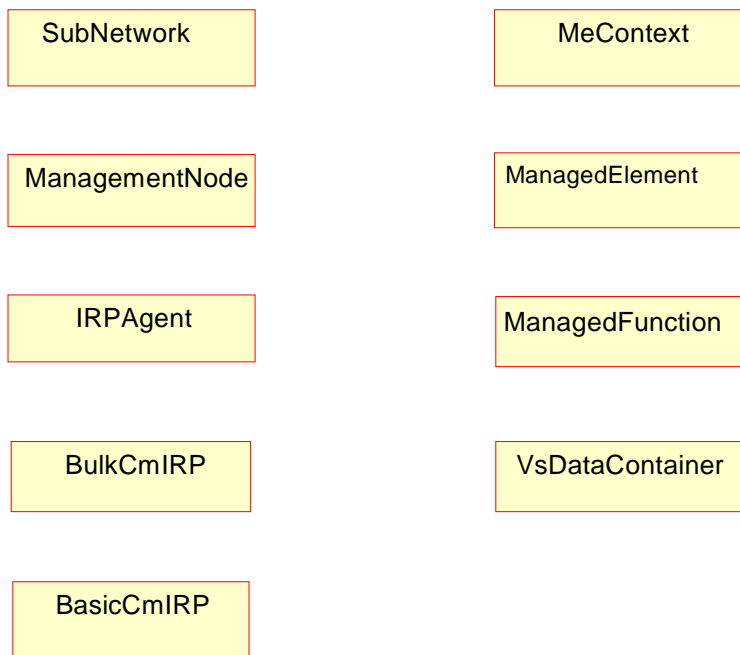 SubNetwork
MeContext
ManagementNode
ManagedElement
IRPAgent
ManagedFunction
BulkCmIRP
VsDataContainer
BasicCmIRP